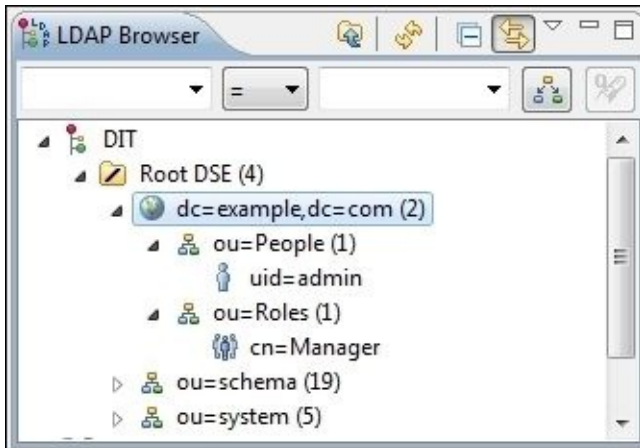 LDAP Browser
=
DIT
Root DSE (4)
dc=example,dc=com (2)
ou=People (1)
uid=admin
ou=Roles (1)
cn=Manager
ou=schema (19)
ou=system (5)